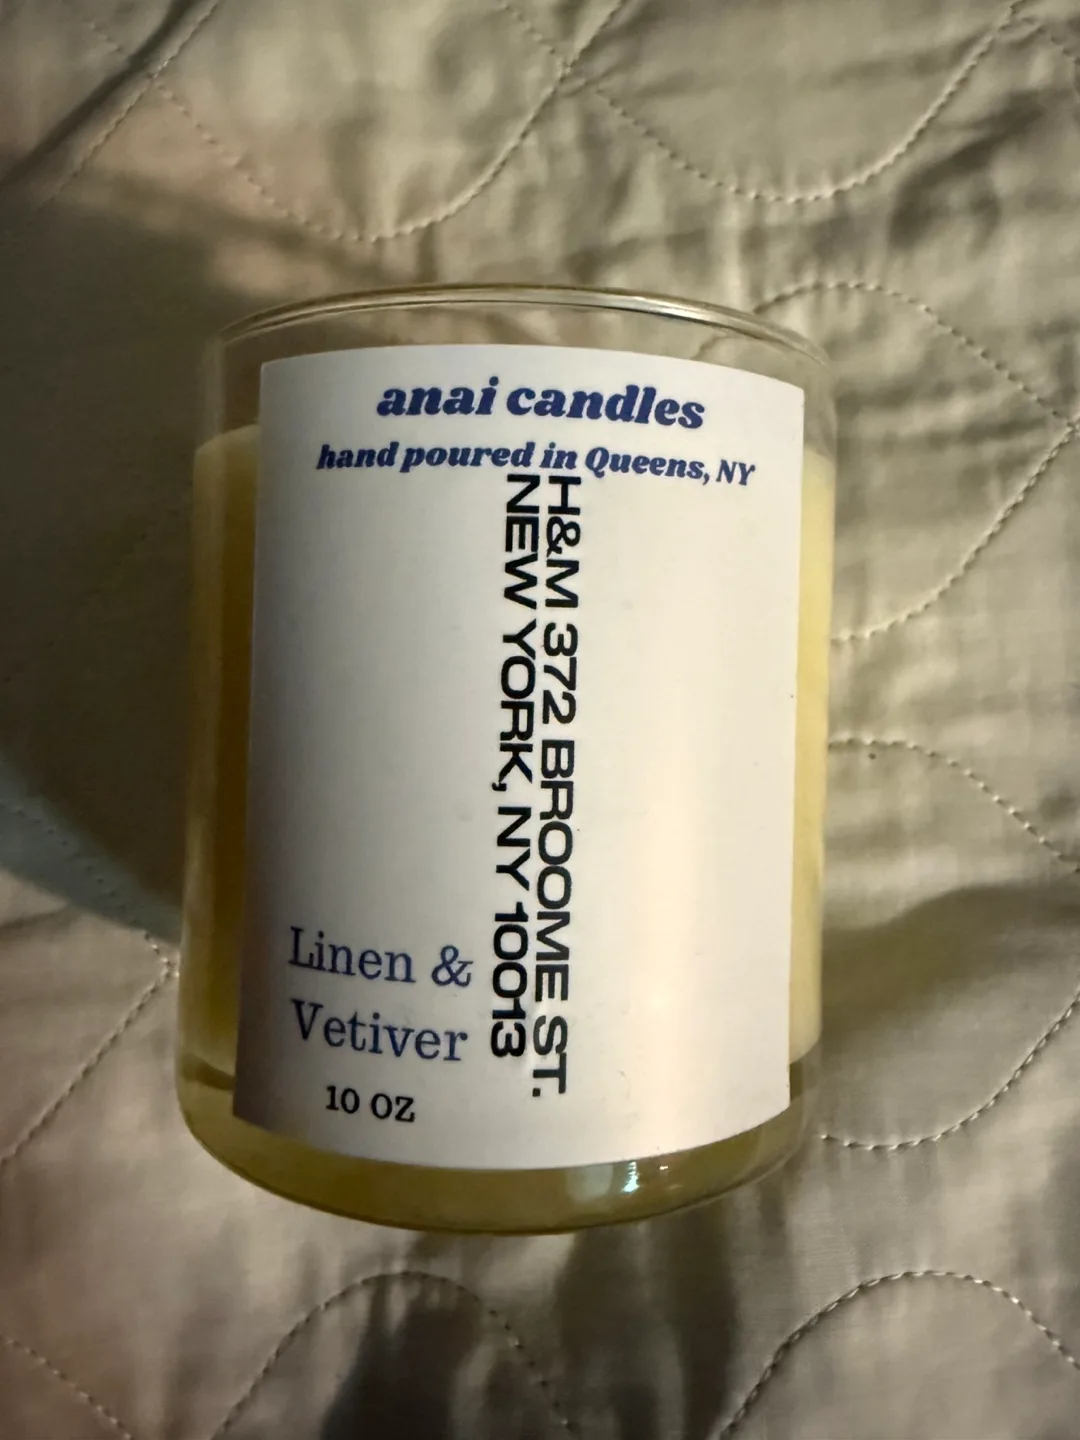 anai candles
hand poured in Queens, NY
H&M 372 BROOME ST.
NEW YORK, NY 10013
Linen &
Vetiver
10 OZ